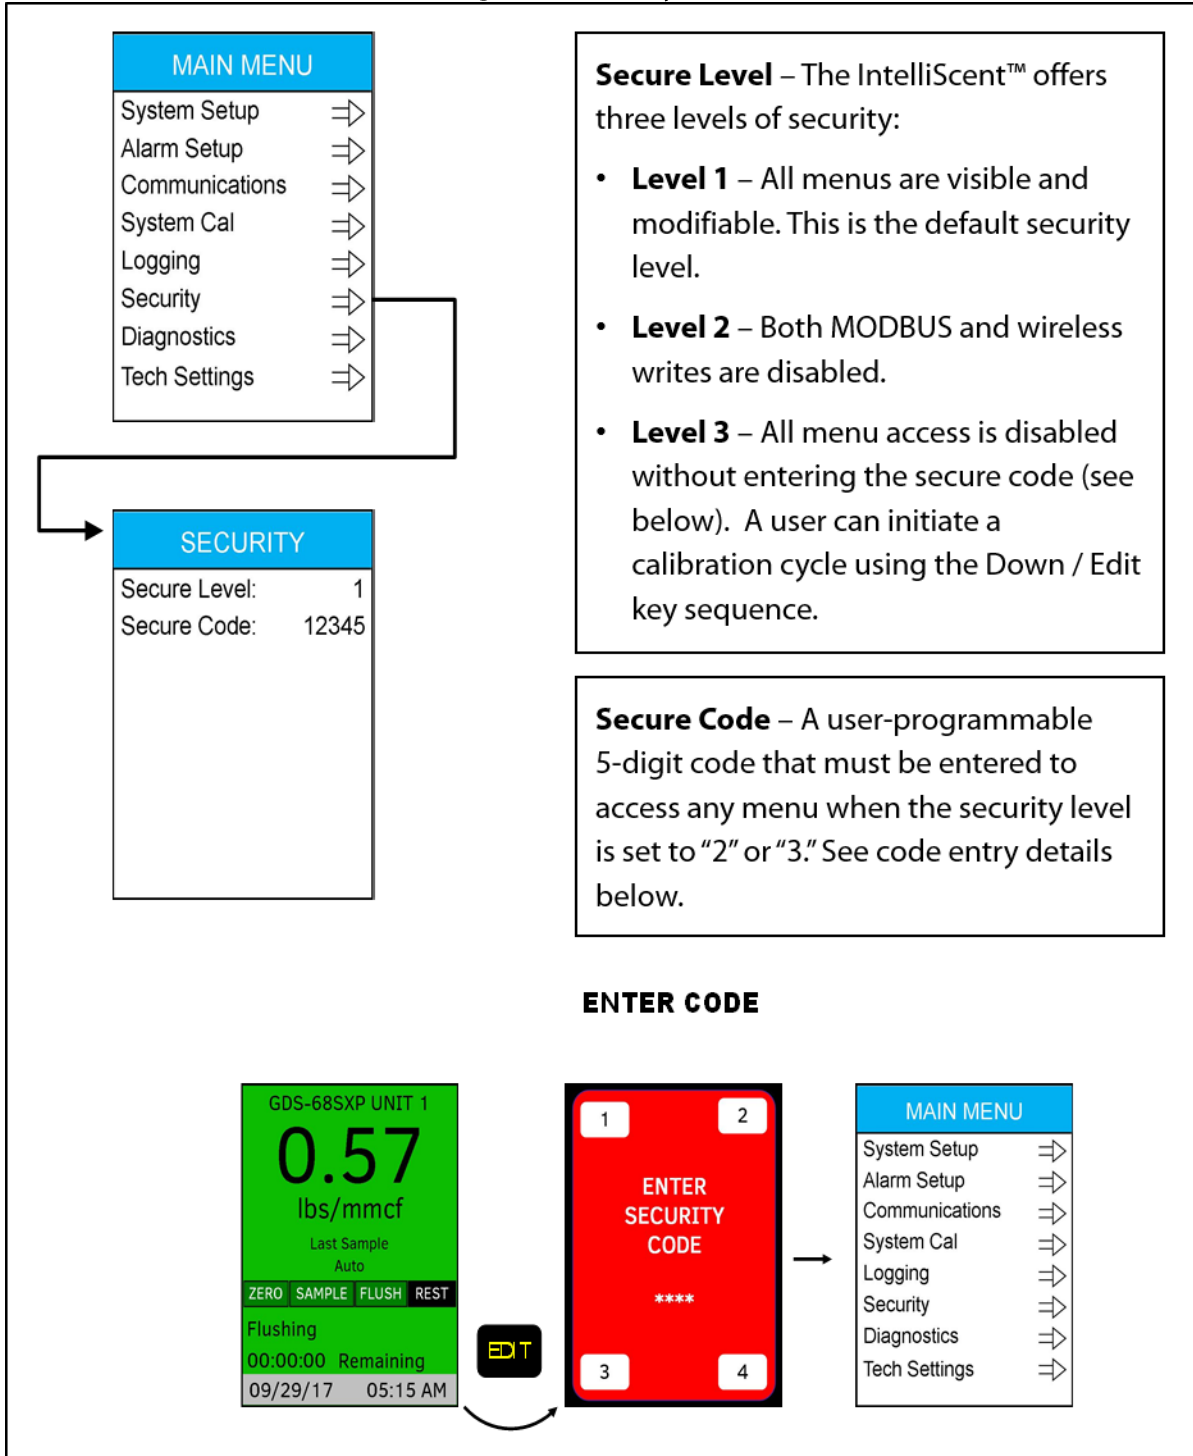 MAIN MENU
System Setup
Alarm Setup
Communications
System Cal
Logging
Security
Diagnostics
Tech Settings
SECURITY
Secure Level: 1
Secure Code: 12345
Secure Level – The IntelliScent™ offers
three levels of security:
• Level 1 – All menus are visible and
modifiable. This is the default security
level.
• Level 2 – Both MODBUS and wireless
writes are disabled.
• Level 3 – All menu access is disabled
without entering the secure code (see
below). A user can initiate a
calibration cycle using the Down / Edit
key sequence.
Secure Code – A user-programmable
5-digit code that must be entered to
access any menu when the security level
is set to “2” or “3.” See code entry details
below.
ENTER CODE
GDS-68SXP UNIT 1
0.57
lbs/mmcf
Last Sample
Auto
ZERO SAMPLE FLUSH REST
Flushing
00:00:00 Remaining
09/29/17 05:15 AM
EDIT
1 2
ENTER
SECURITY
CODE
****
3 4
MAIN MENU
System Setup
Alarm Setup
Communications
System Cal
Logging
Security
Diagnostics
Tech Settings